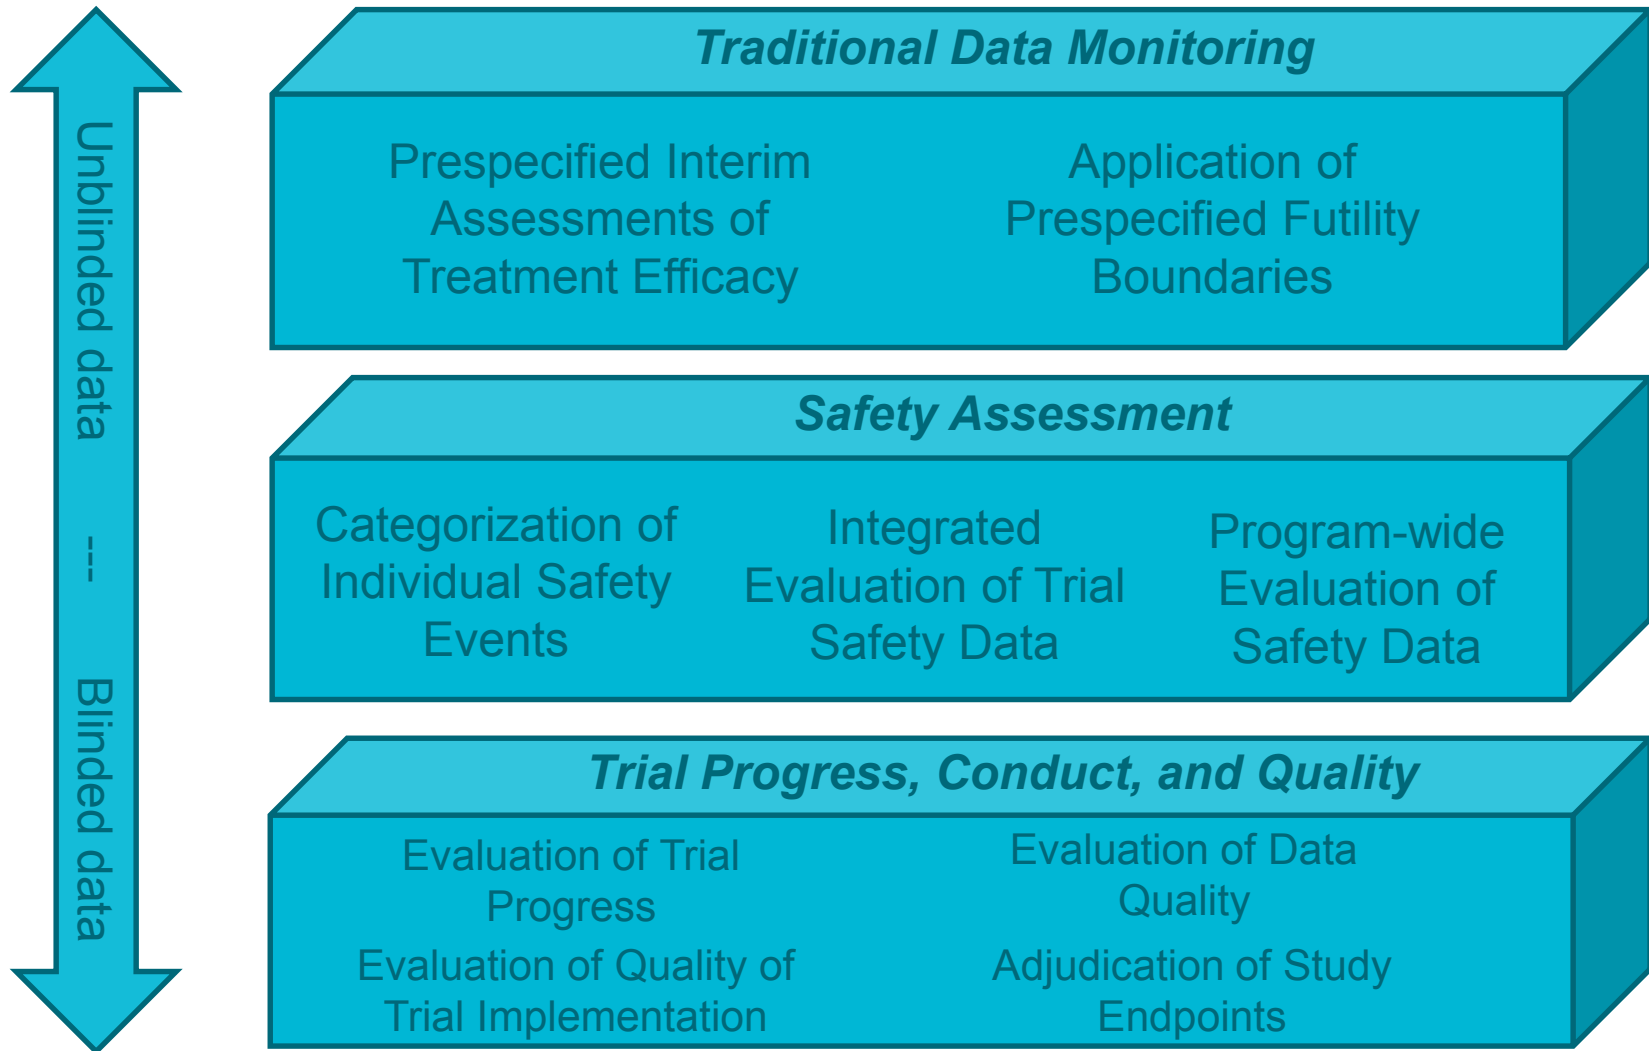 Unblinded data --- Blinded data
Traditional Data Monitoring
Prespecified Interim
Assessments of
Treatment Efficacy
Application of
Prespecified Futility
Boundaries
Safety Assessment
Categorization of
Individual Safety
Events
Integrated
Evaluation of Trial
Safety Data
Program-wide
Evaluation of
Safety Data
Trial Progress, Conduct, and Quality
Evaluation of Trial
Progress
Evaluation of Data
Quality
Evaluation of Quality of
Trial Implementation
Adjudication of Study
Endpoints